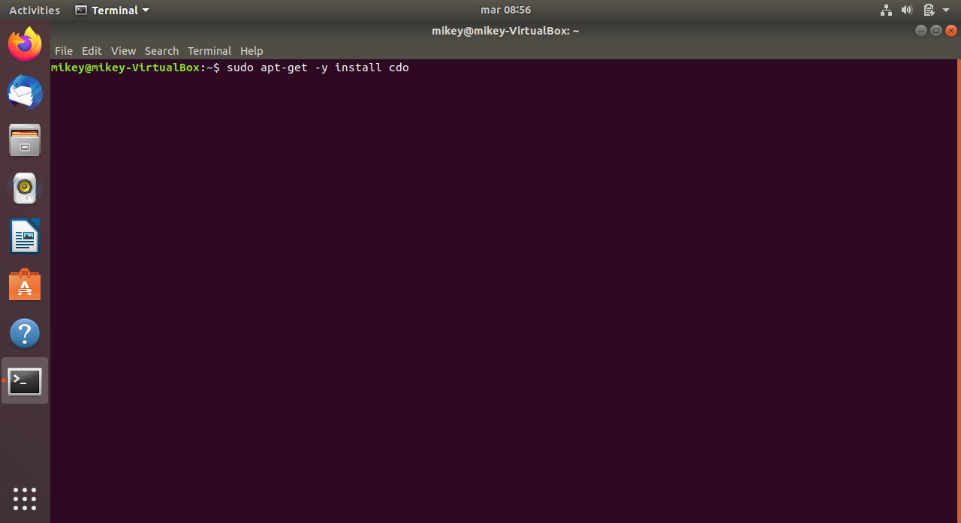 Activities Terminal mar 08:56
mikey@mikey-VirtualBox: ~
File Edit View Search Terminal Help
mikey@mikey-VirtualBox:~$ sudo apt-get -y install cdo